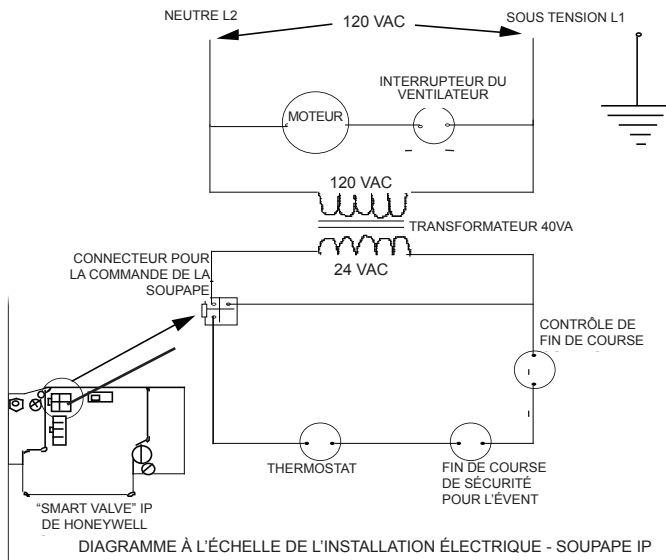 NEUTRE L2
120 VAC
SOUS TENSION L1
INTERRUPTEUR DU
VENTILATEUR
MOTEUR
120 VAC
TRANSFORMATEUR 40VA
CONNECTEUR POUR
LA COMMANDE DE LA
SOUPAPE
24 VAC
CONTRÔLE DE
FIN DE COURSE
THERMOSTAT
FIN DE COURSE
DE SÉCURITÉ
POUR L'ÉVENT
"SMART VALVE" IP
DE HONEYWELL
DIAGRAMME À L'ÉCHELLE DE L'INSTALLATION ÉLECTRIQUE - SOUPAPE IP